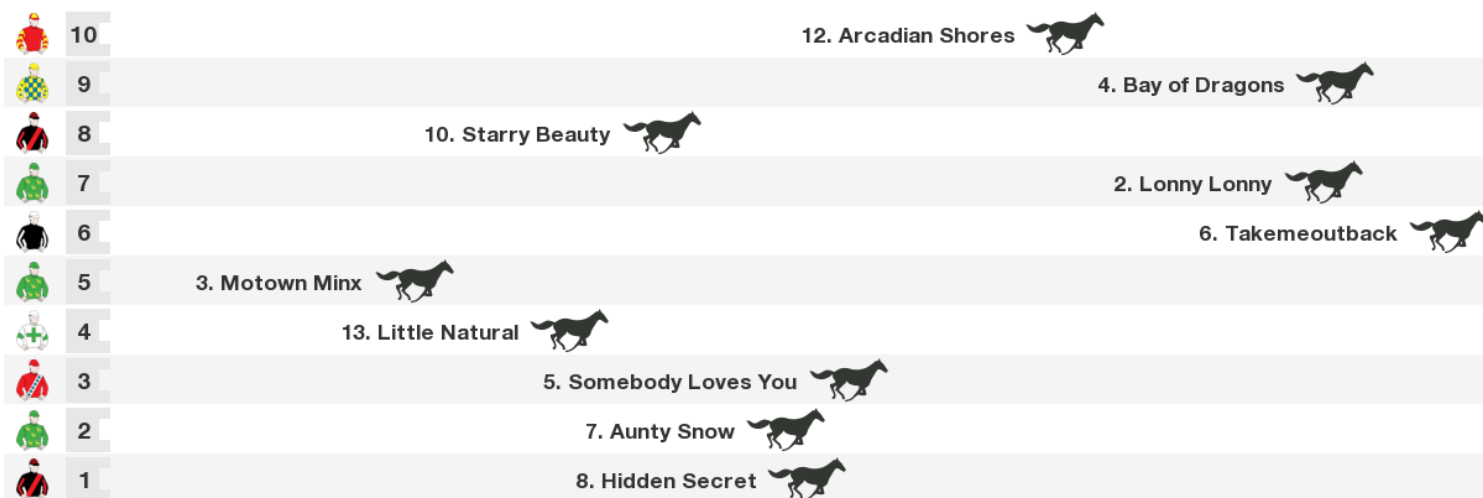 10 12. Arcadian Shores
9 4. Bay of Dragons
8 10. Starry Beauty
7 2. Lonny Lonny
6 6. Takemeoutback
5 3. Motown Minx
4 13. Little Natural
3 5. Somebody Loves You
2 7. Aunty Snow
1 8. Hidden Secret